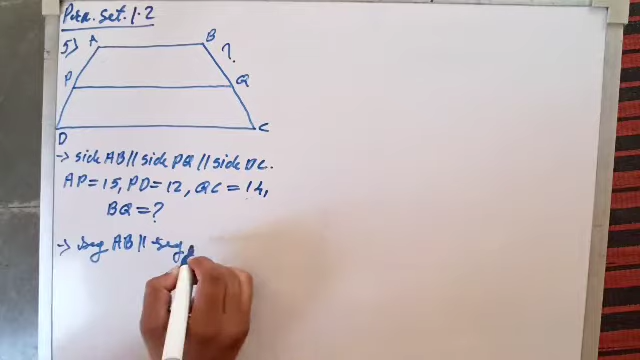 Prac. Set. 1.2
5)
A
B
?
P
Q
D
C
→ side AB || side PQ || side DC.
AP = 15, PD = 12, QC = 14,
BQ = ?
→ seg AB || seg